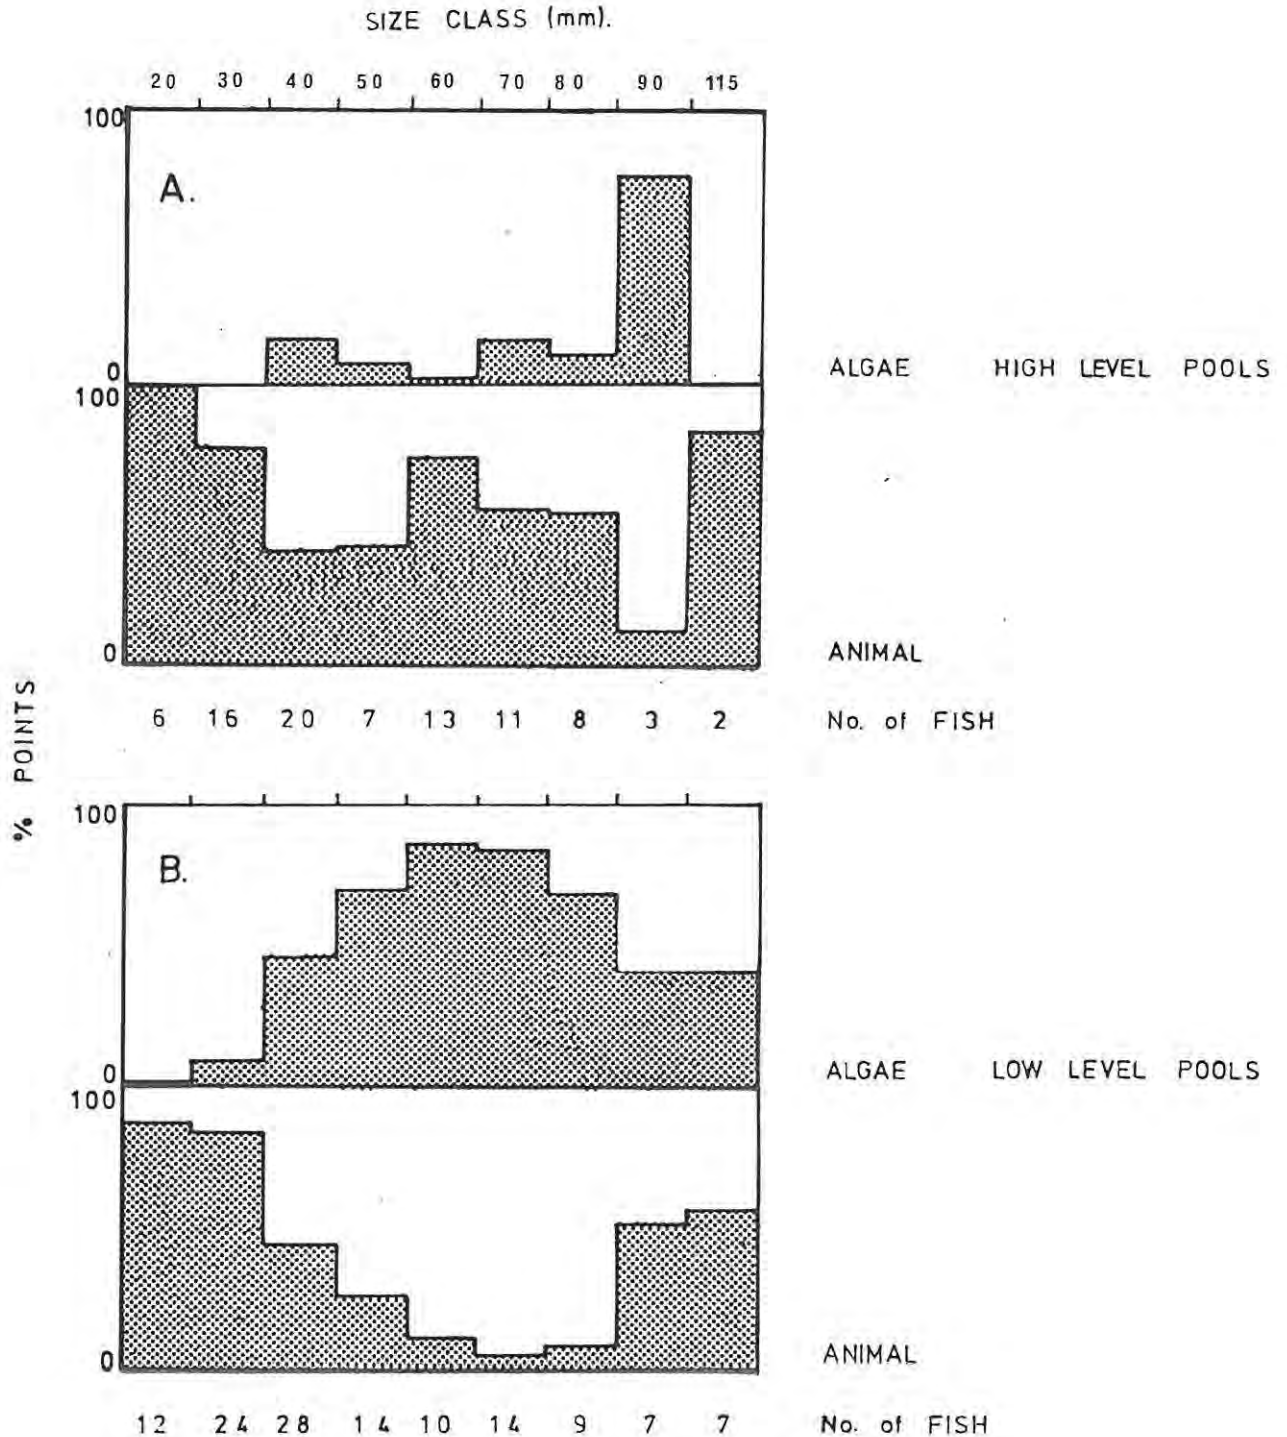 SIZE CLASS (mm).
20 30 40 50 60 70 80 90 115
100
A.
0
ALGAE HIGH LEVEL POOLS
100
0
ANIMAL
6 16 20 7 13 11 8 3 2 No. of FISH
% POINTS
100
B.
0
ALGAE LOW LEVEL POOLS
100
0
ANIMAL
12 24 28 14 10 14 9 7 7 No. of FISH